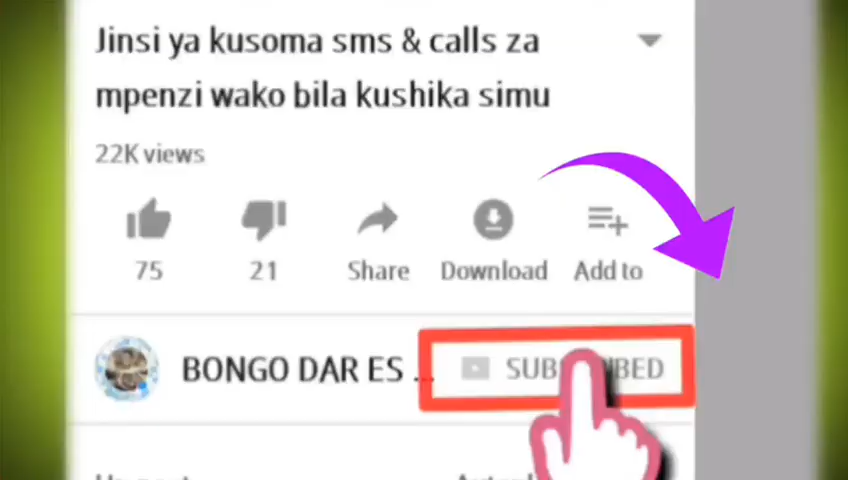 Jinsi ya kusoma sms & calls za
mpenzi wako bila kushika simu
22K views
75
21
Share
Download
Add to
BONGO DAR ES ...